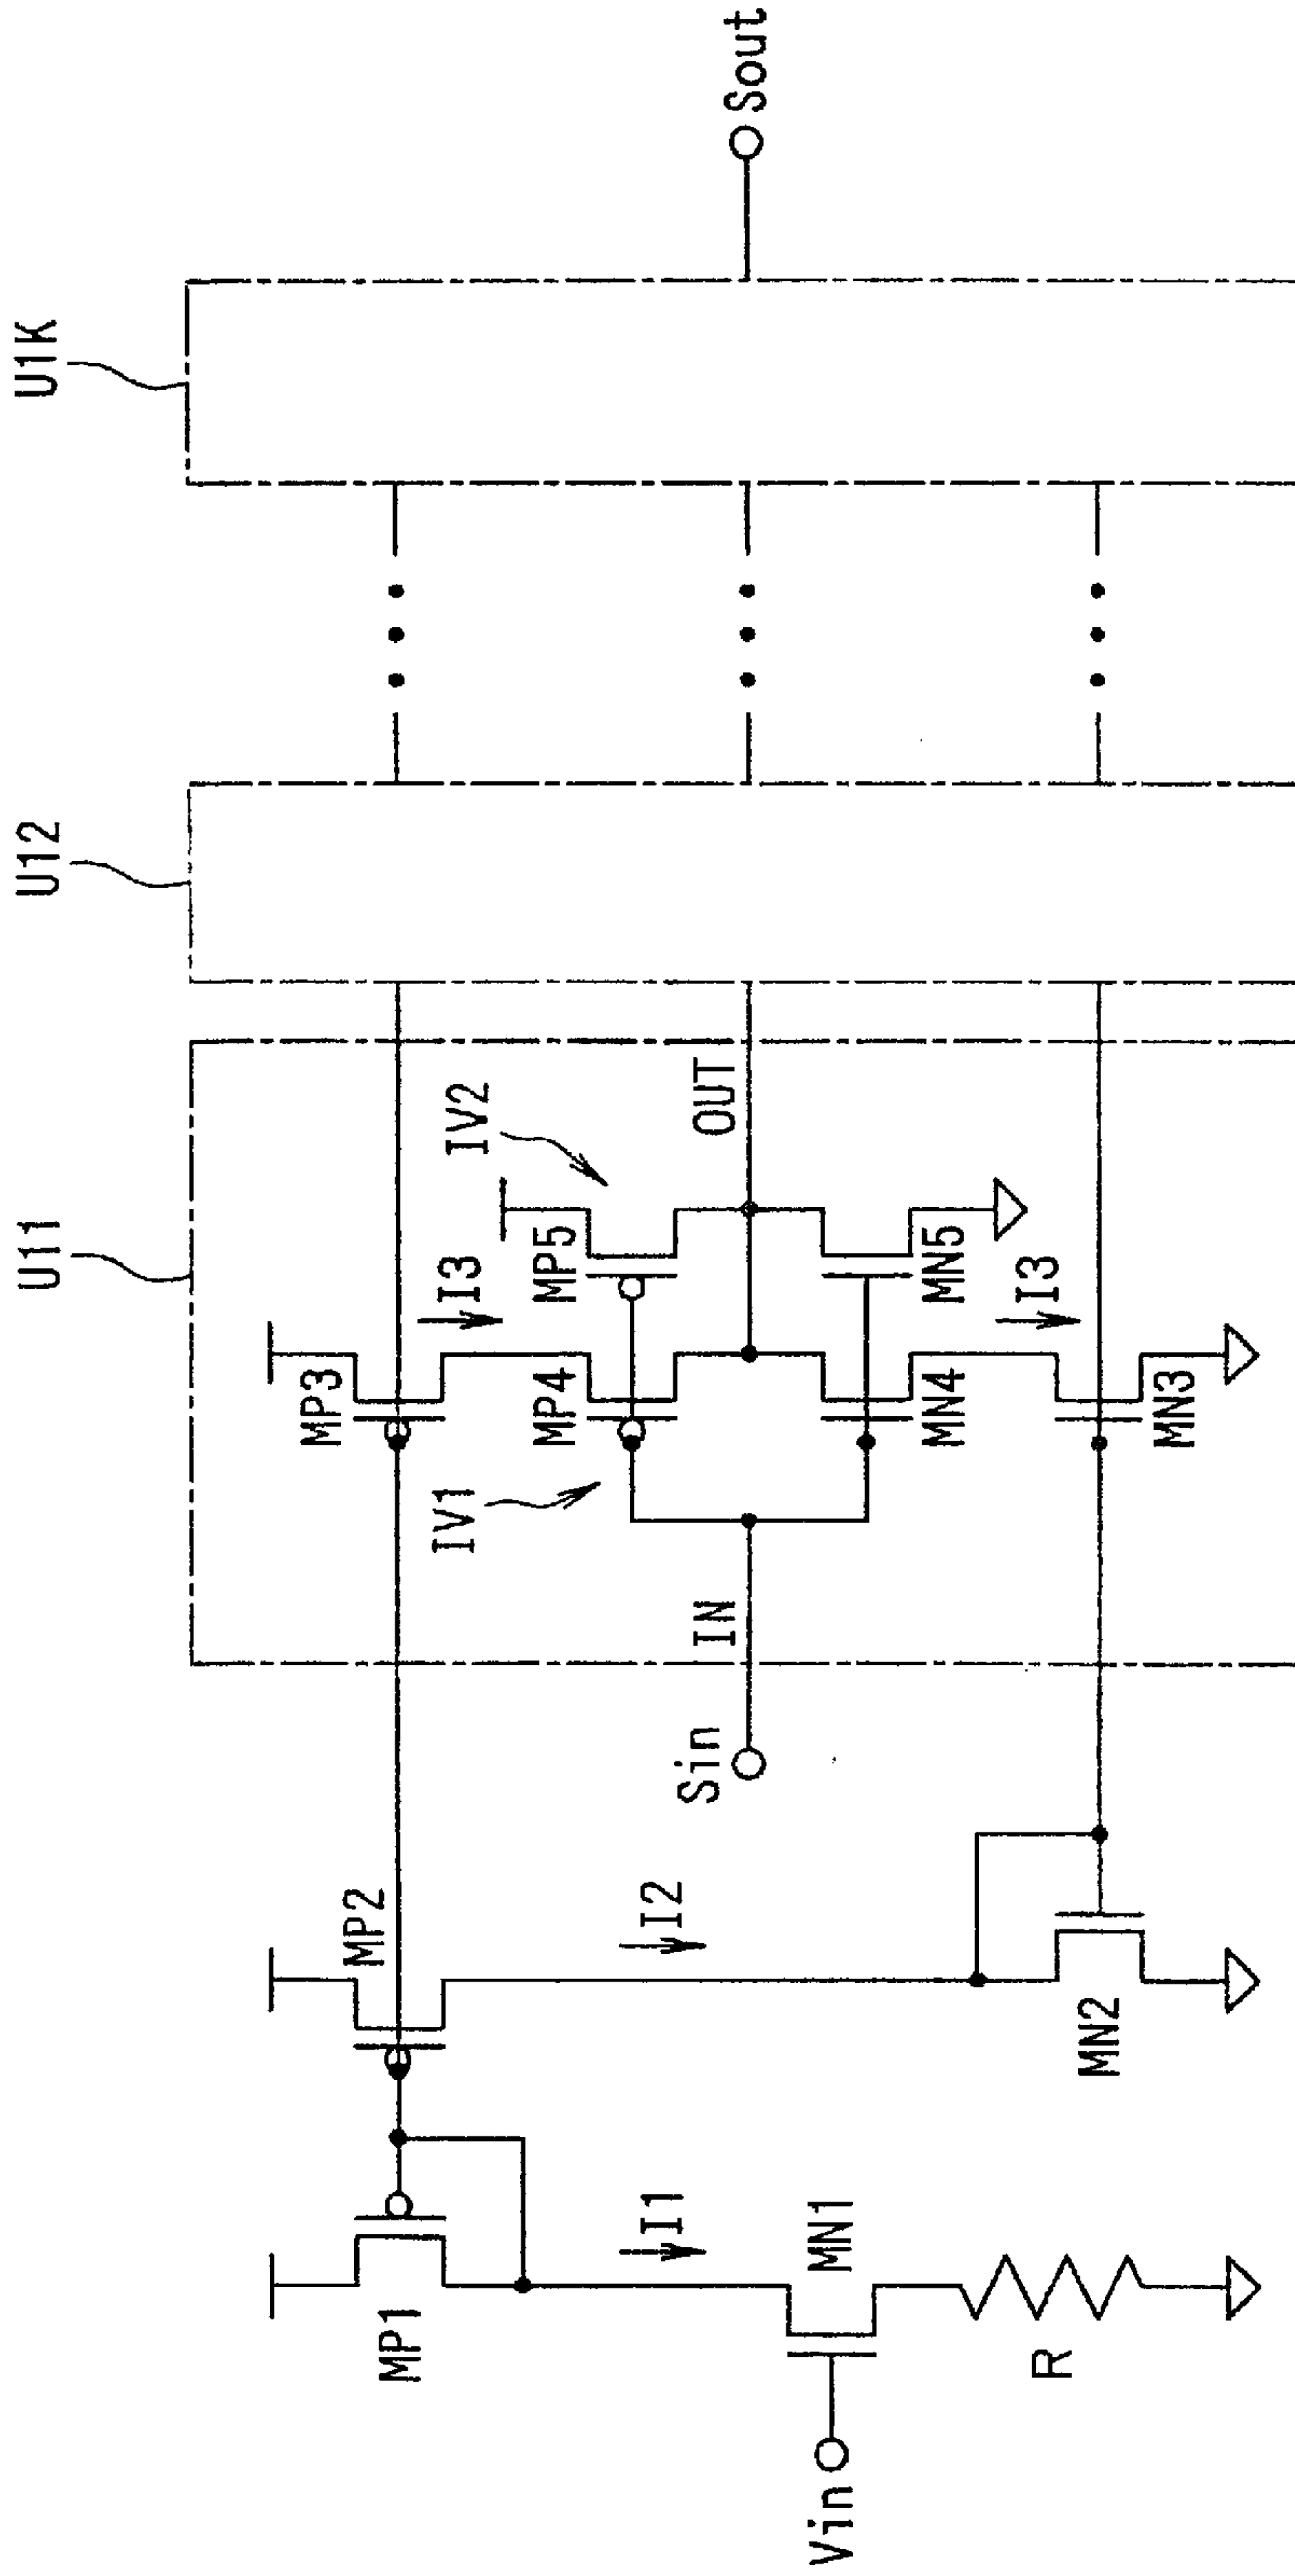 U11
U12
U1K
MP1
MP2
MP3
I3
IV1
IV2
MP4
MP5
I1
I2
Sin
IN
OUT
Sout
Vin
MN1
MN4
MN5
R
MN2
MN3
I3